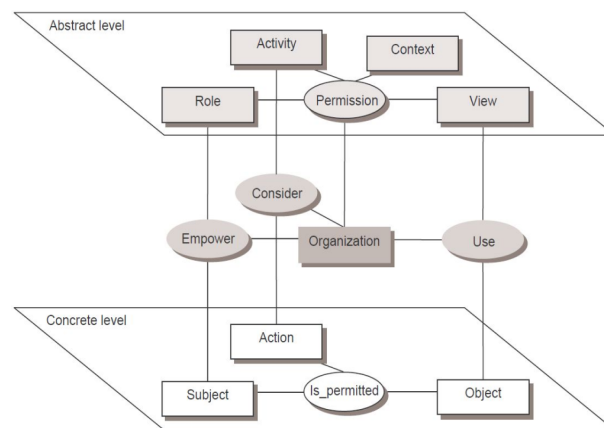 Abstract level
Activity
Context
Role
Permission
View
Consider
Empower
Organization
Use
Concrete level
Action
Subject
Is_permitted
Object